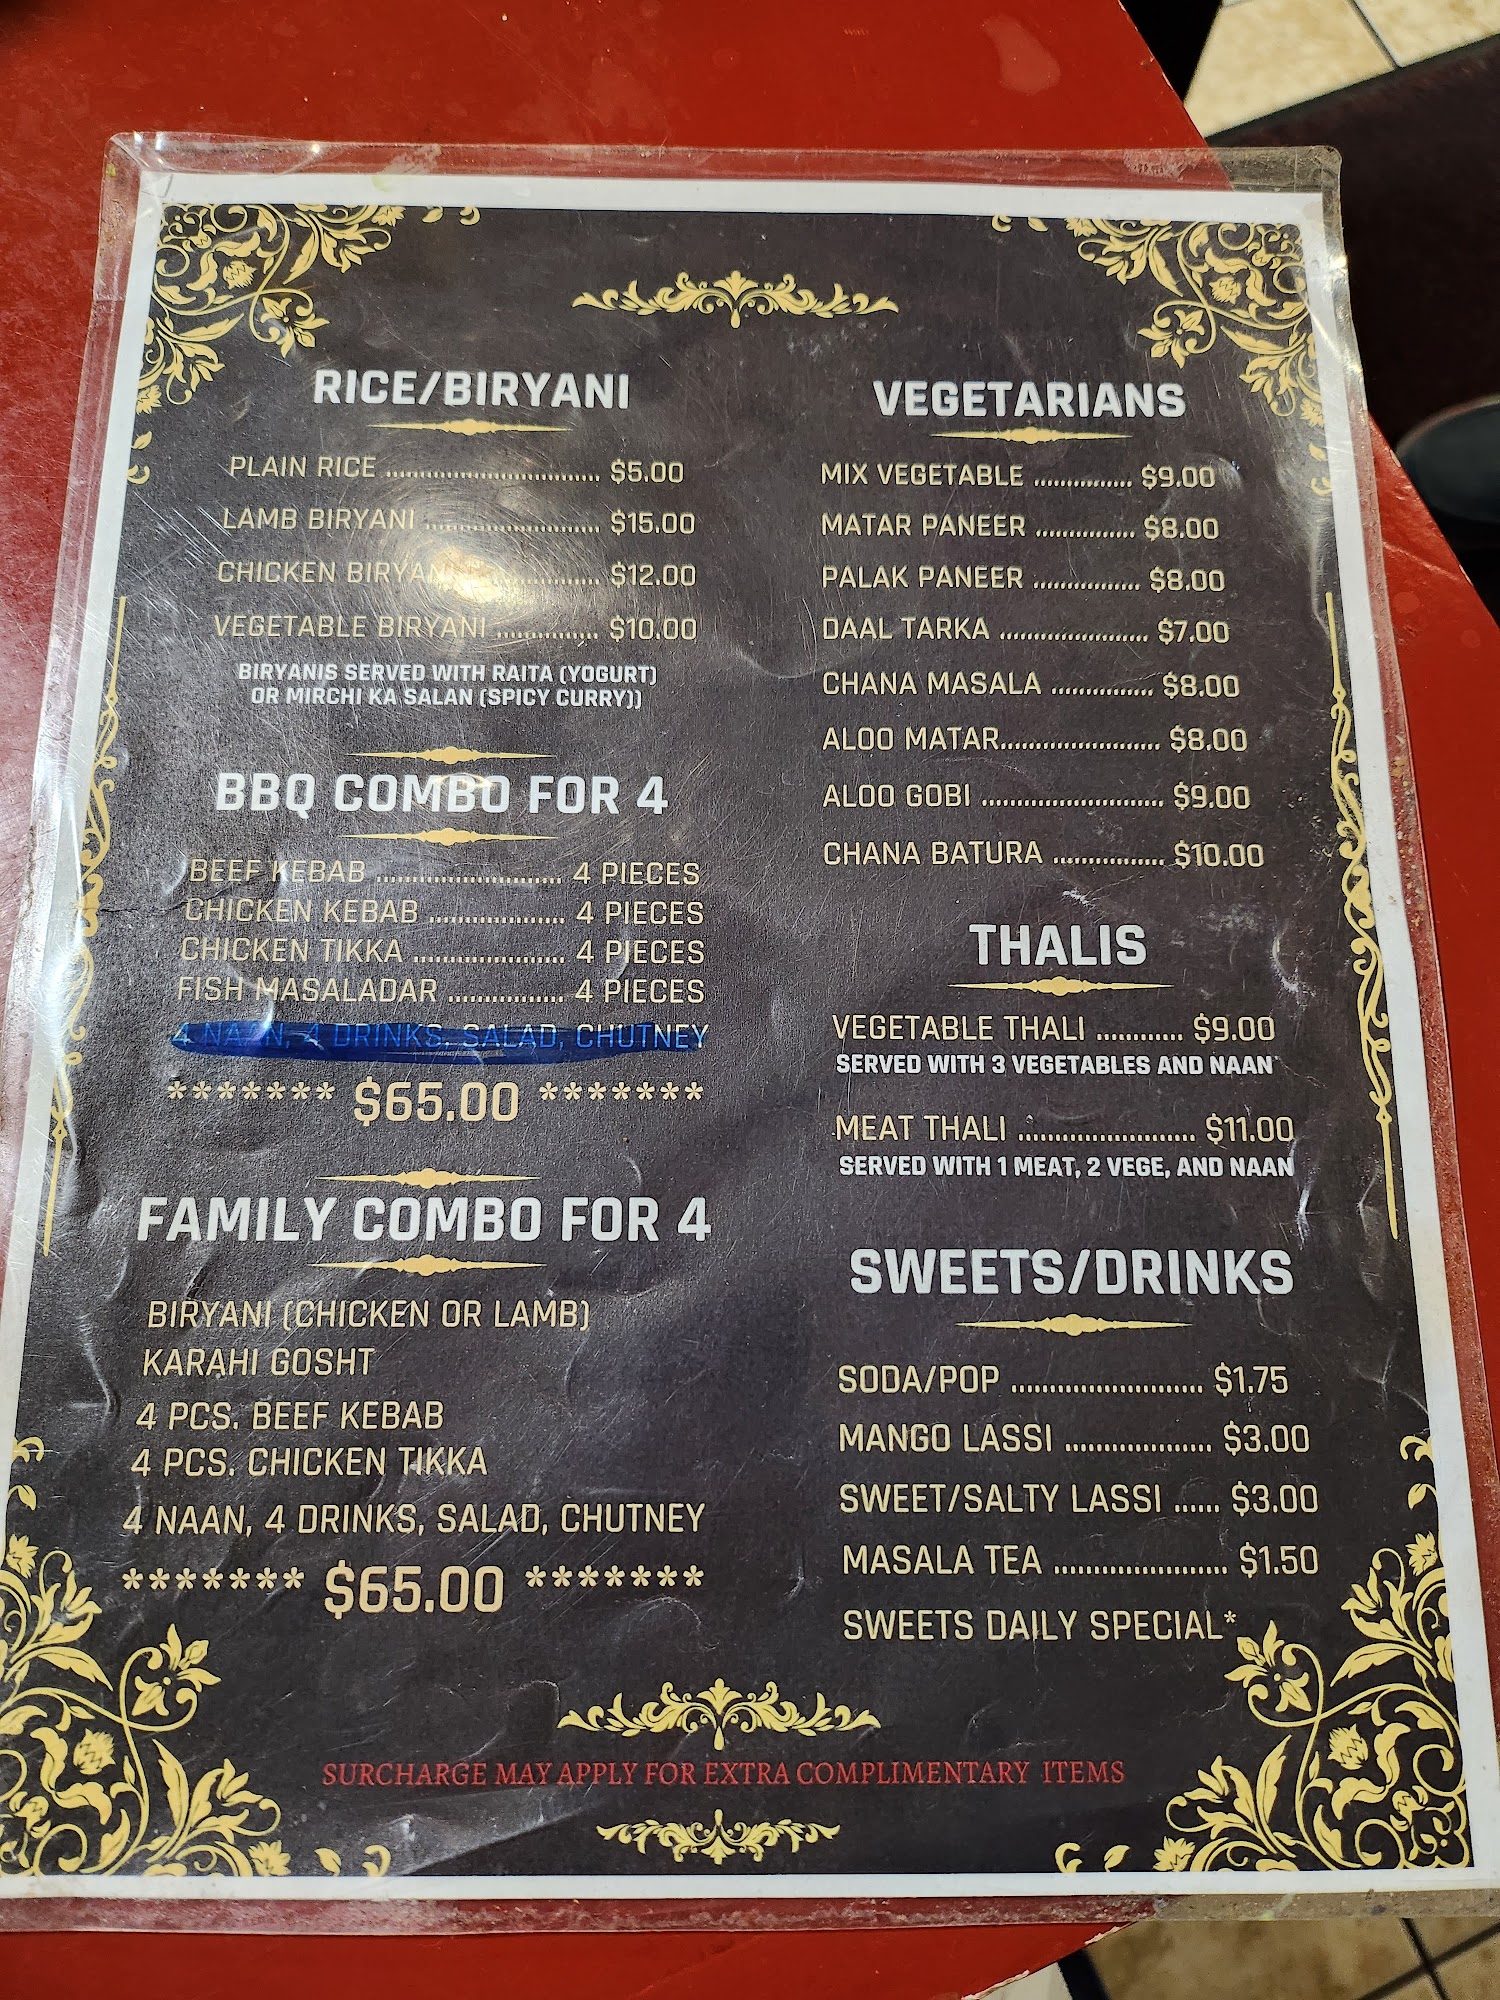 RICE/BIRYANI
PLAIN RICE ............................ $5.00
LAMB BIRYANI ....................... $15.00
CHICKEN BIRYANI .................... $12.00
VEGETABLE BIRYANI .............. $10.00
BIRYANIS SERVED WITH RAITA (YOGURT)
OR MIRCHI KA SALAN (SPICY CURRY))
BBQ COMBO FOR 4
BEEF KEBAB .......................... 4 PIECES
CHICKEN KEBAB ................... 4 PIECES
CHICKEN TIKKA ..................... 4 PIECES
FISH MASALADAR ................ 4 PIECES
4 NAAN, 4 DRINKS, SALAD, CHUTNEY
******* $65.00 *******
FAMILY COMBO FOR 4
BIRYANI (CHICKEN OR LAMB)
KARAHI GOSHT
4 PCS. BEEF KEBAB
4 PCS. CHICKEN TIKKA
4 NAAN, 4 DRINKS, SALAD, CHUTNEY
******* $65.00 *******
VEGETARIANS
MIX VEGETABLE .............. $9.00
MATAR PANEER .............. $8.00
PALAK PANEER ............... $8.00
DAAL TARKA ..................... $7.00
CHANA MASALA .............. $8.00
ALOO MATAR...................... $8.00
ALOO GOBI ......................... $9.00
CHANA BATURA ................ $10.00
THALIS
VEGETABLE THALI ............ $9.00
SERVED WITH 3 VEGETABLES AND NAAN
MEAT THALI ......................... $11.00
SERVED WITH 1 MEAT, 2 VEGE, AND NAAN
SWEETS/DRINKS
SODA/POP .......................... $1.75
MANGO LASSI .................... $3.00
SWEET/SALTY LASSI ...... $3.00
MASALA TEA ....................... $1.50
SWEETS DAILY SPECIAL*
SURCHARGE MAY APPLY FOR EXTRA COMPLIMENTARY ITEMS